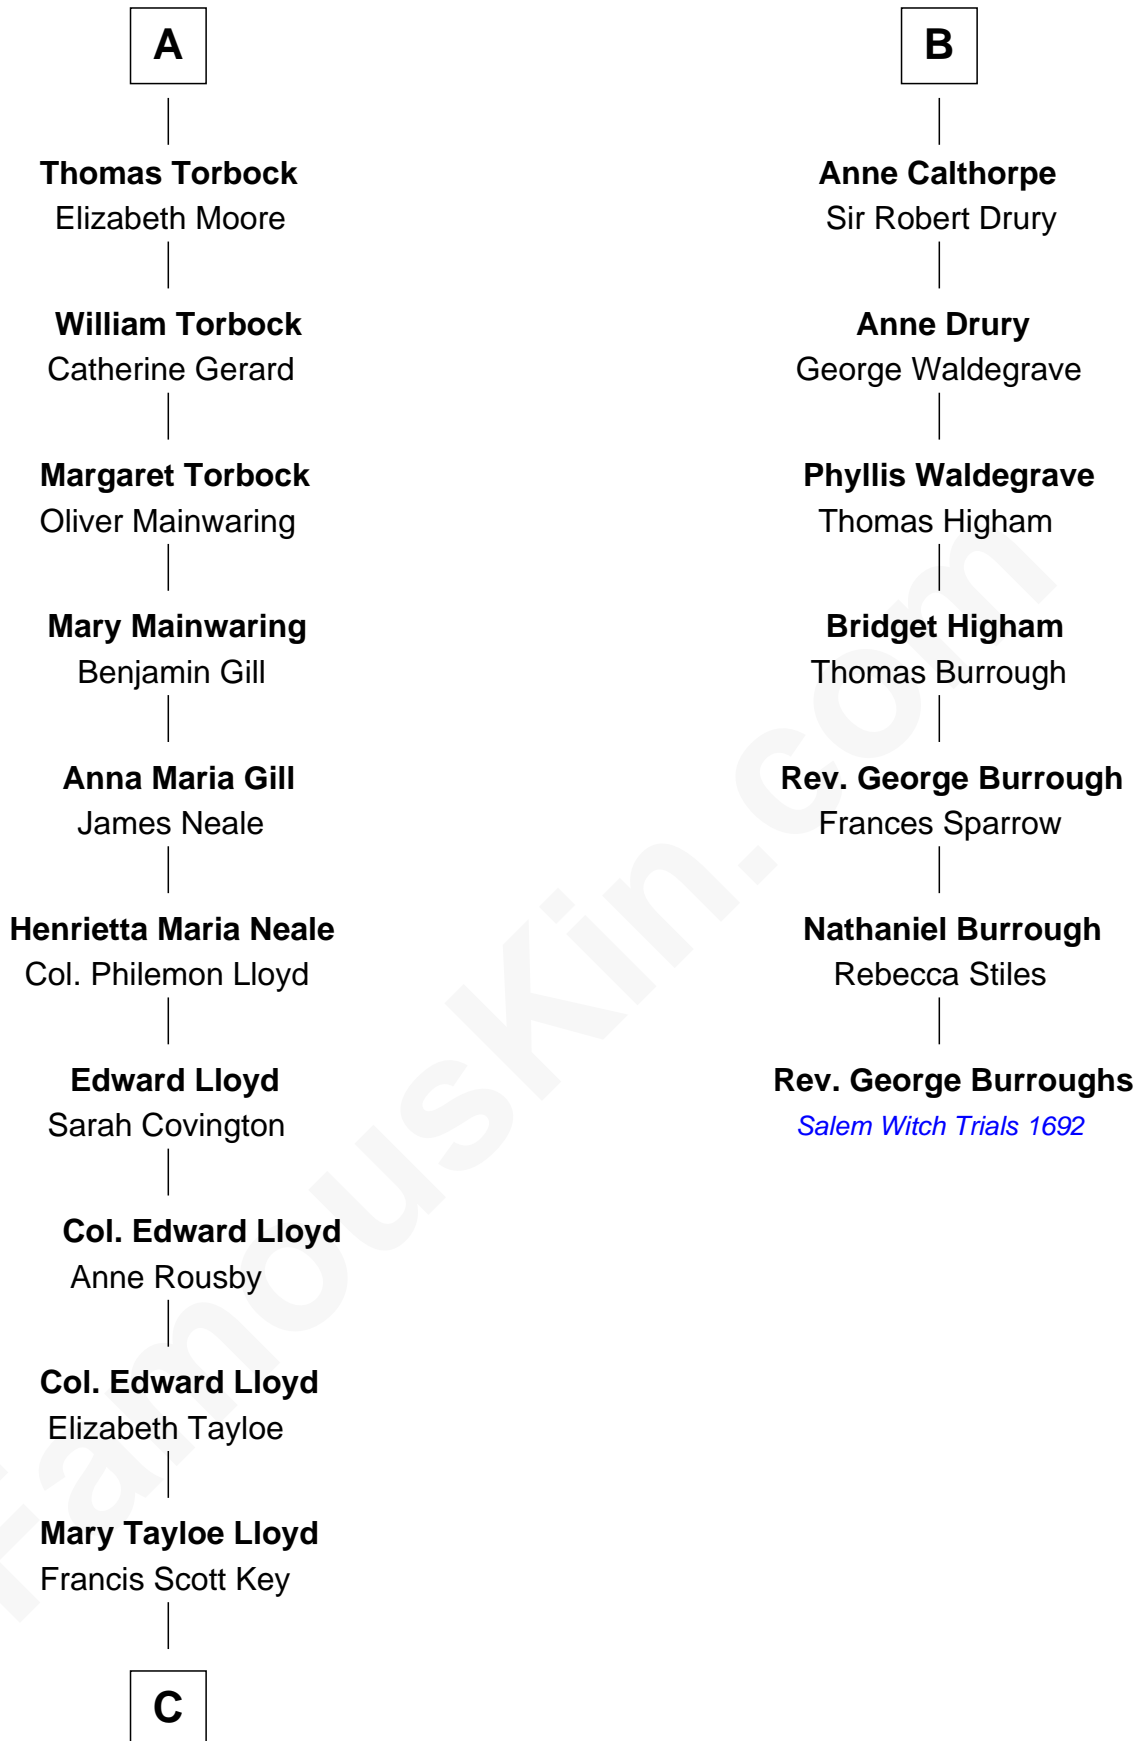 A
Thomas Torbock
Elizabeth Moore
William Torbock
Catherine Gerard
Margaret Torbock
Oliver Mainwaring
Mary Mainwaring
Benjamin Gill
Anna Maria Gill
James Neale
Henrietta Maria Neale
Col. Philemon Lloyd
Edward Lloyd
Sarah Covington
Col. Edward Lloyd
Anne Rousby
Col. Edward Lloyd
Elizabeth Tayloe
Mary Tayloe Lloyd
Francis Scott Key
C
B
Anne Calthorpe
Sir Robert Drury
Anne Drury
George Waldegrave
Phyllis Waldegrave
Thomas Higham
Bridget Higham
Thomas Burrough
Rev. George Burrough
Frances Sparrow
Nathaniel Burrough
Rebecca Stiles
Rev. George Burroughs
Salem Witch Trials 1692
FamousKin.com